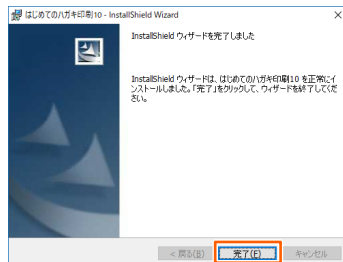 はじめてのハガキ印刷10 - InstallShield Wizard
InstallShield ウィザードを完了しました
InstallShield ウィザードは、はじめてのハガキ印刷10 を正常にイ
ンストールしました。「完了」をクリックして、ウィザードを終了してくだ
さい。
< 戻る(B)
完了(F)
キャンセル